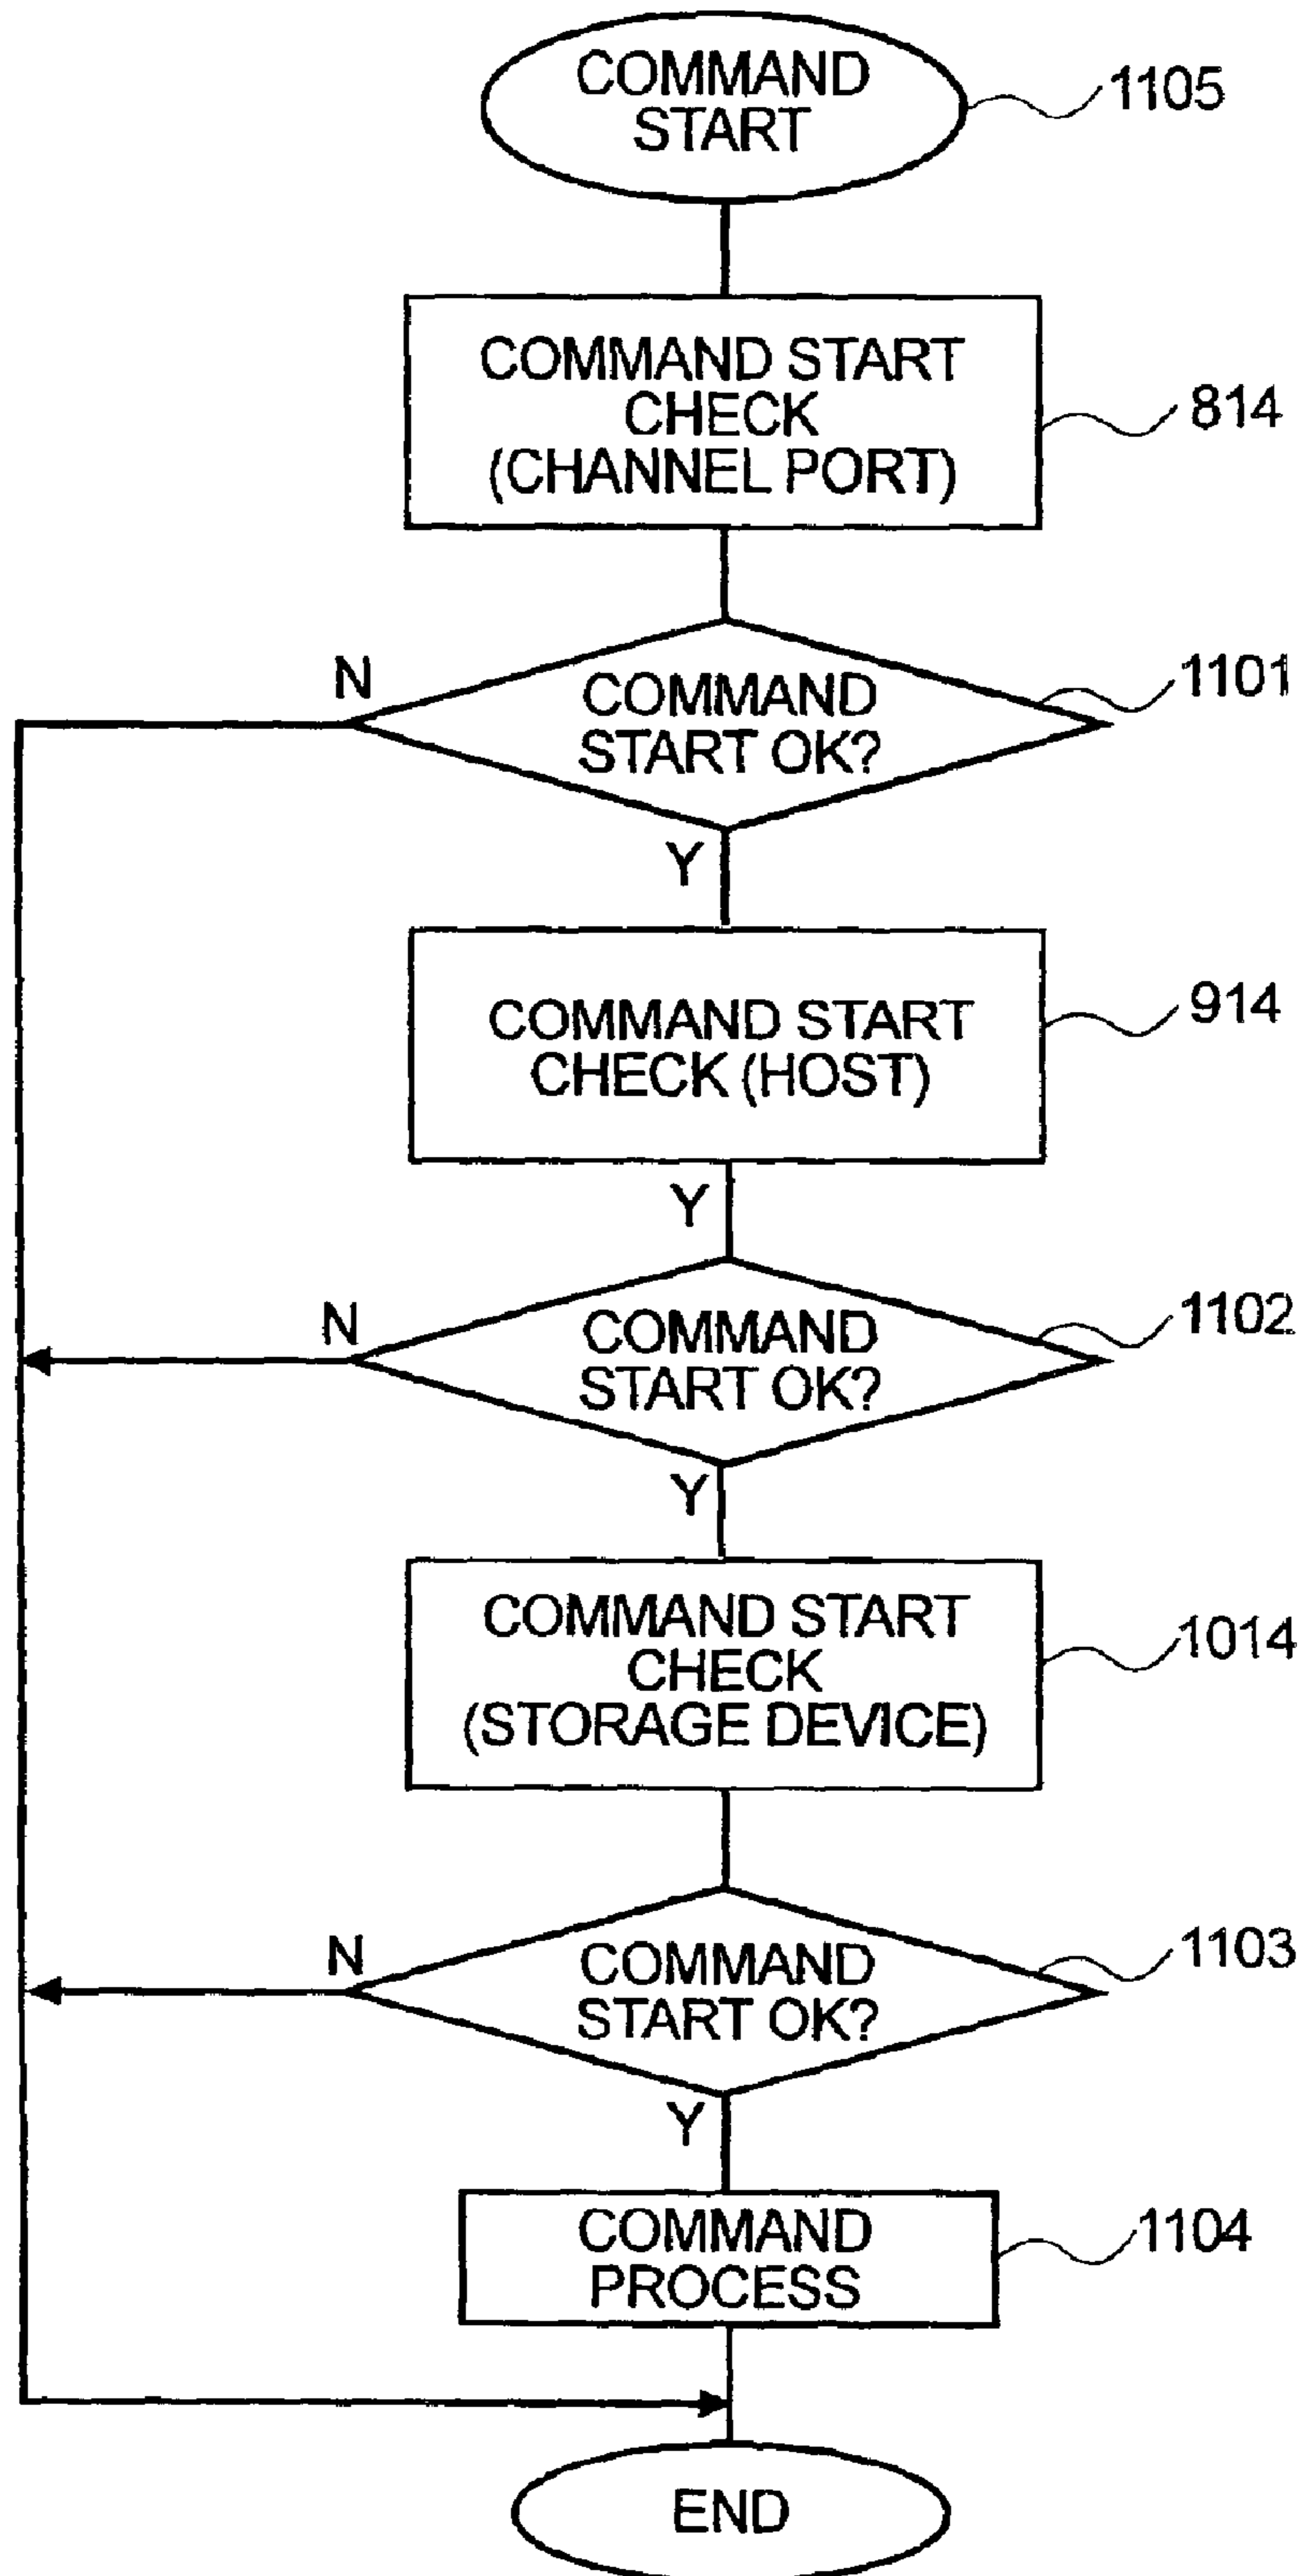 COMMAND
START
1105
COMMAND START
CHECK
(CHANNEL PORT)
814
N
COMMAND
START OK?
1101
Y
COMMAND START
CHECK (HOST)
914
Y
N
COMMAND
START OK?
1102
Y
COMMAND START
CHECK
(STORAGE DEVICE)
1014
N
COMMAND
START OK?
1103
Y
COMMAND
PROCESS
1104
END